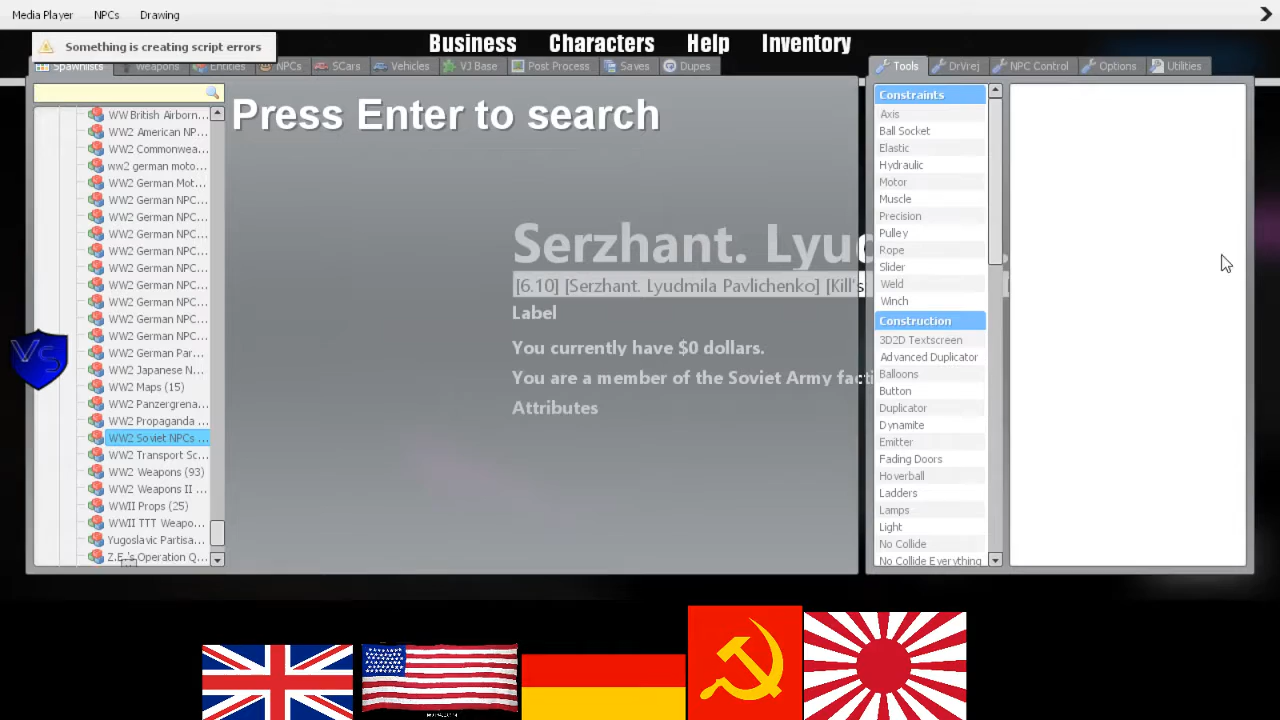 Media Player NPCs Drawing
Something is creating script errors
Business Characters Help Inventory
Spawnlists Weapons Entities NPCs SCars Vehicles VJ Base Post Process Saves Dupes
Tools DrVrej NPC Control Options Utilities
Press Enter to search
WW British Airborn...
WW2 American NP...
WW2 Commonwea...
ww2 german moto...
WW2 German Mot...
WW2 German NPC...
WW2 German NPC...
WW2 German NPC...
WW2 German NPC...
WW2 German NPC...
WW2 German NPC...
WW2 German NPC...
WW2 German NPC...
WW2 German NPC...
WW2 German Par...
WW2 Japanese N...
WW2 Maps (15)
WW2 Panzergrena...
WW2 Propaganda ...
WW2 Soviet NPCs ...
WW2 Transport Sc...
WW2 Weapons (93)
WW2 Weapons II ...
WWII Props (25)
WWII TTT Weapo...
Yugoslavic Partisa...
Z.E.'s Operation Q...
VS
Serzhant. Lyud
[6.10] [Serzhant. Lyudmila Pavlichenko] [Kill's
Label
You currently have $0 dollars.
You are a member of the Soviet Army facti
Attributes
Constraints
Axis
Ball Socket
Elastic
Hydraulic
Motor
Muscle
Precision
Pulley
Rope
Slider
Weld
Winch
Construction
3D2D Textscreen
Advanced Duplicator
Balloons
Button
Duplicator
Dynamite
Emitter
Fading Doors
Hoverball
Ladders
Lamps
Light
No Collide
No Collide Everything